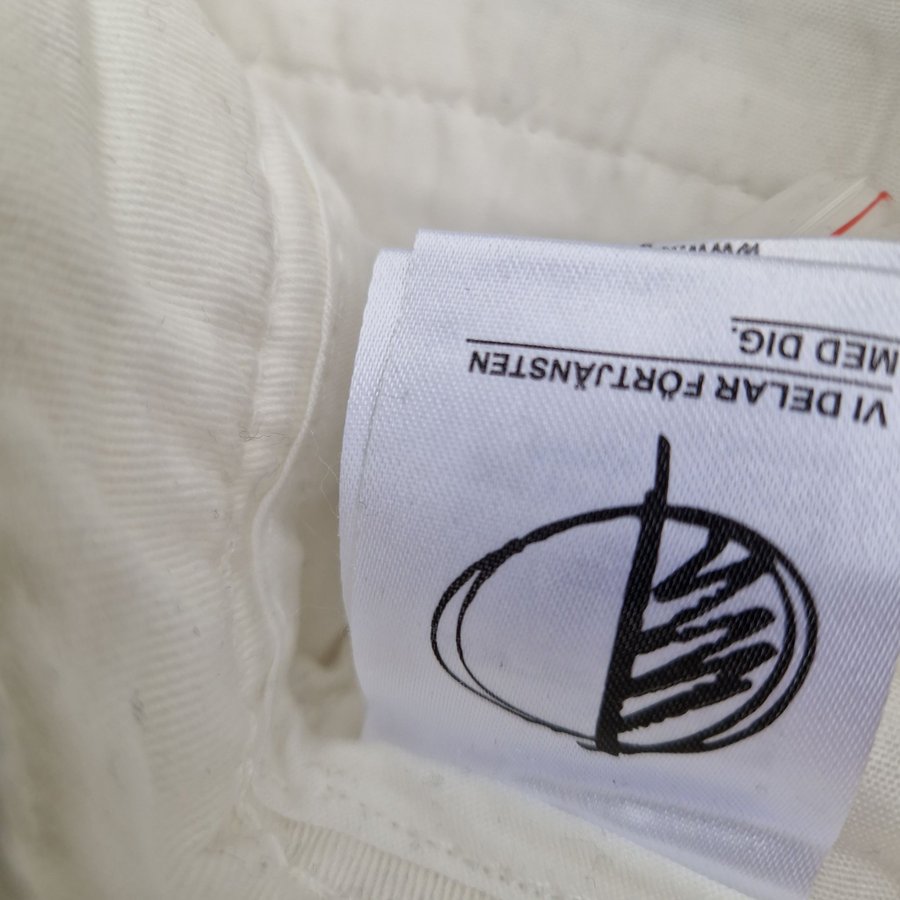 VI DELAR FÖRTJÄNSTEN
MED DIG.